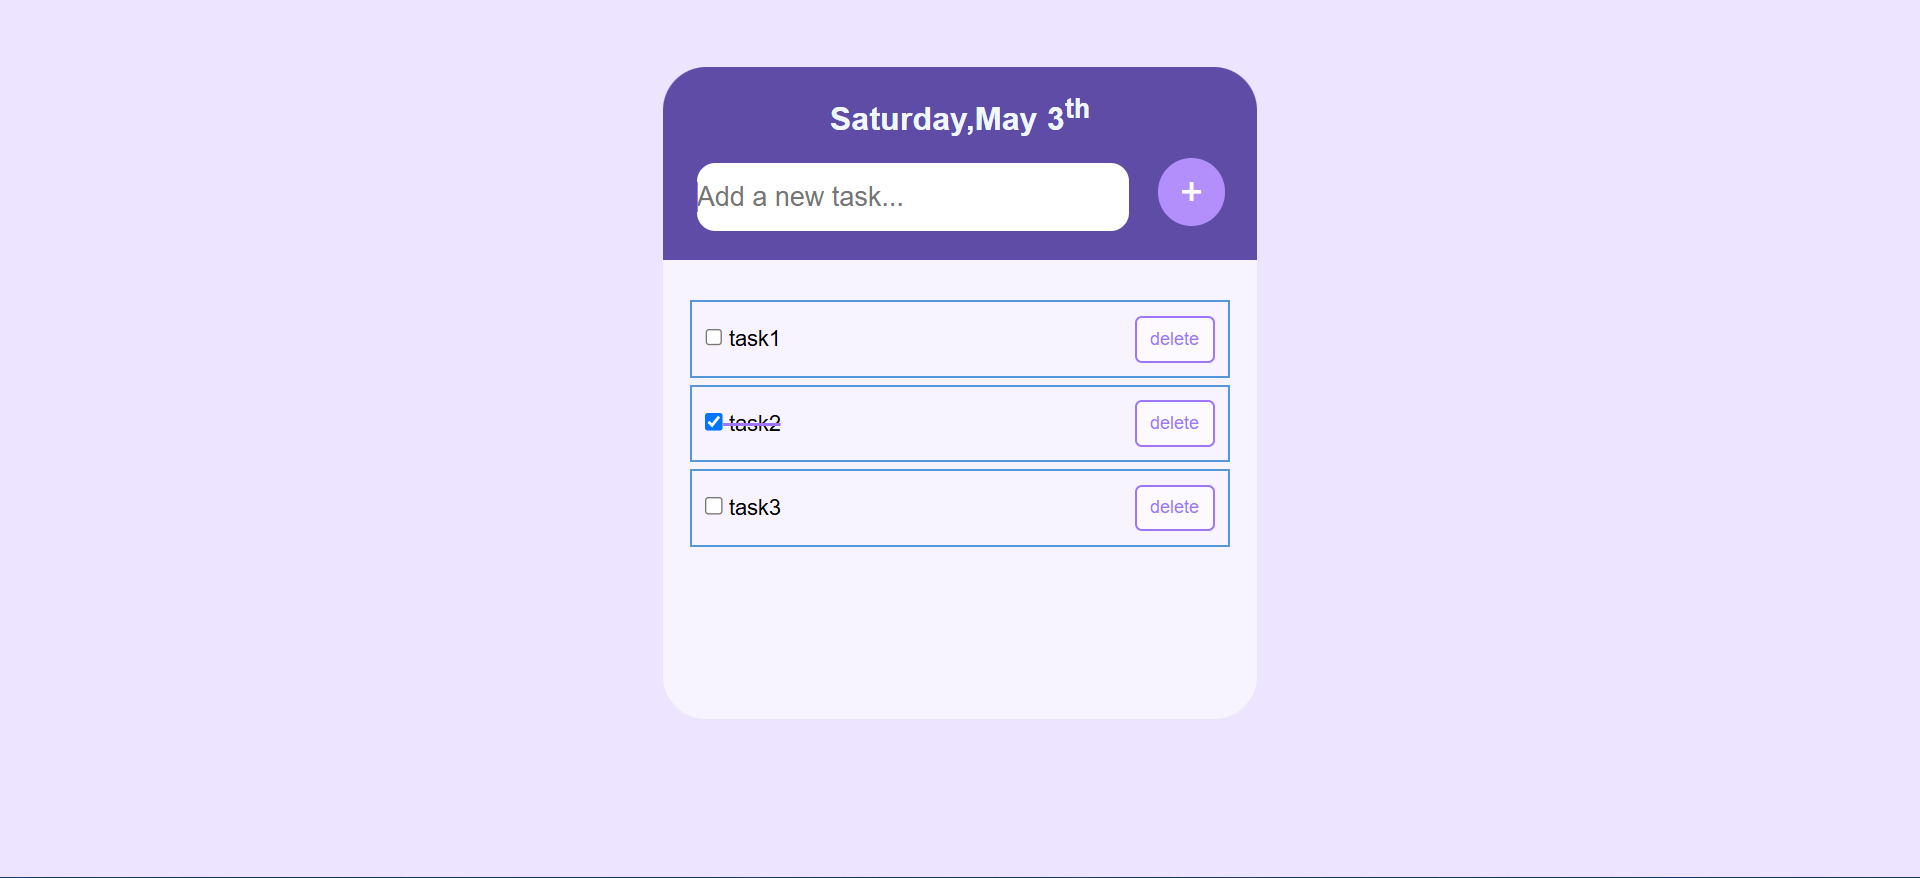 Saturday,May 3th
Add a new task...
+
task1 delete
task2 delete
task3 delete